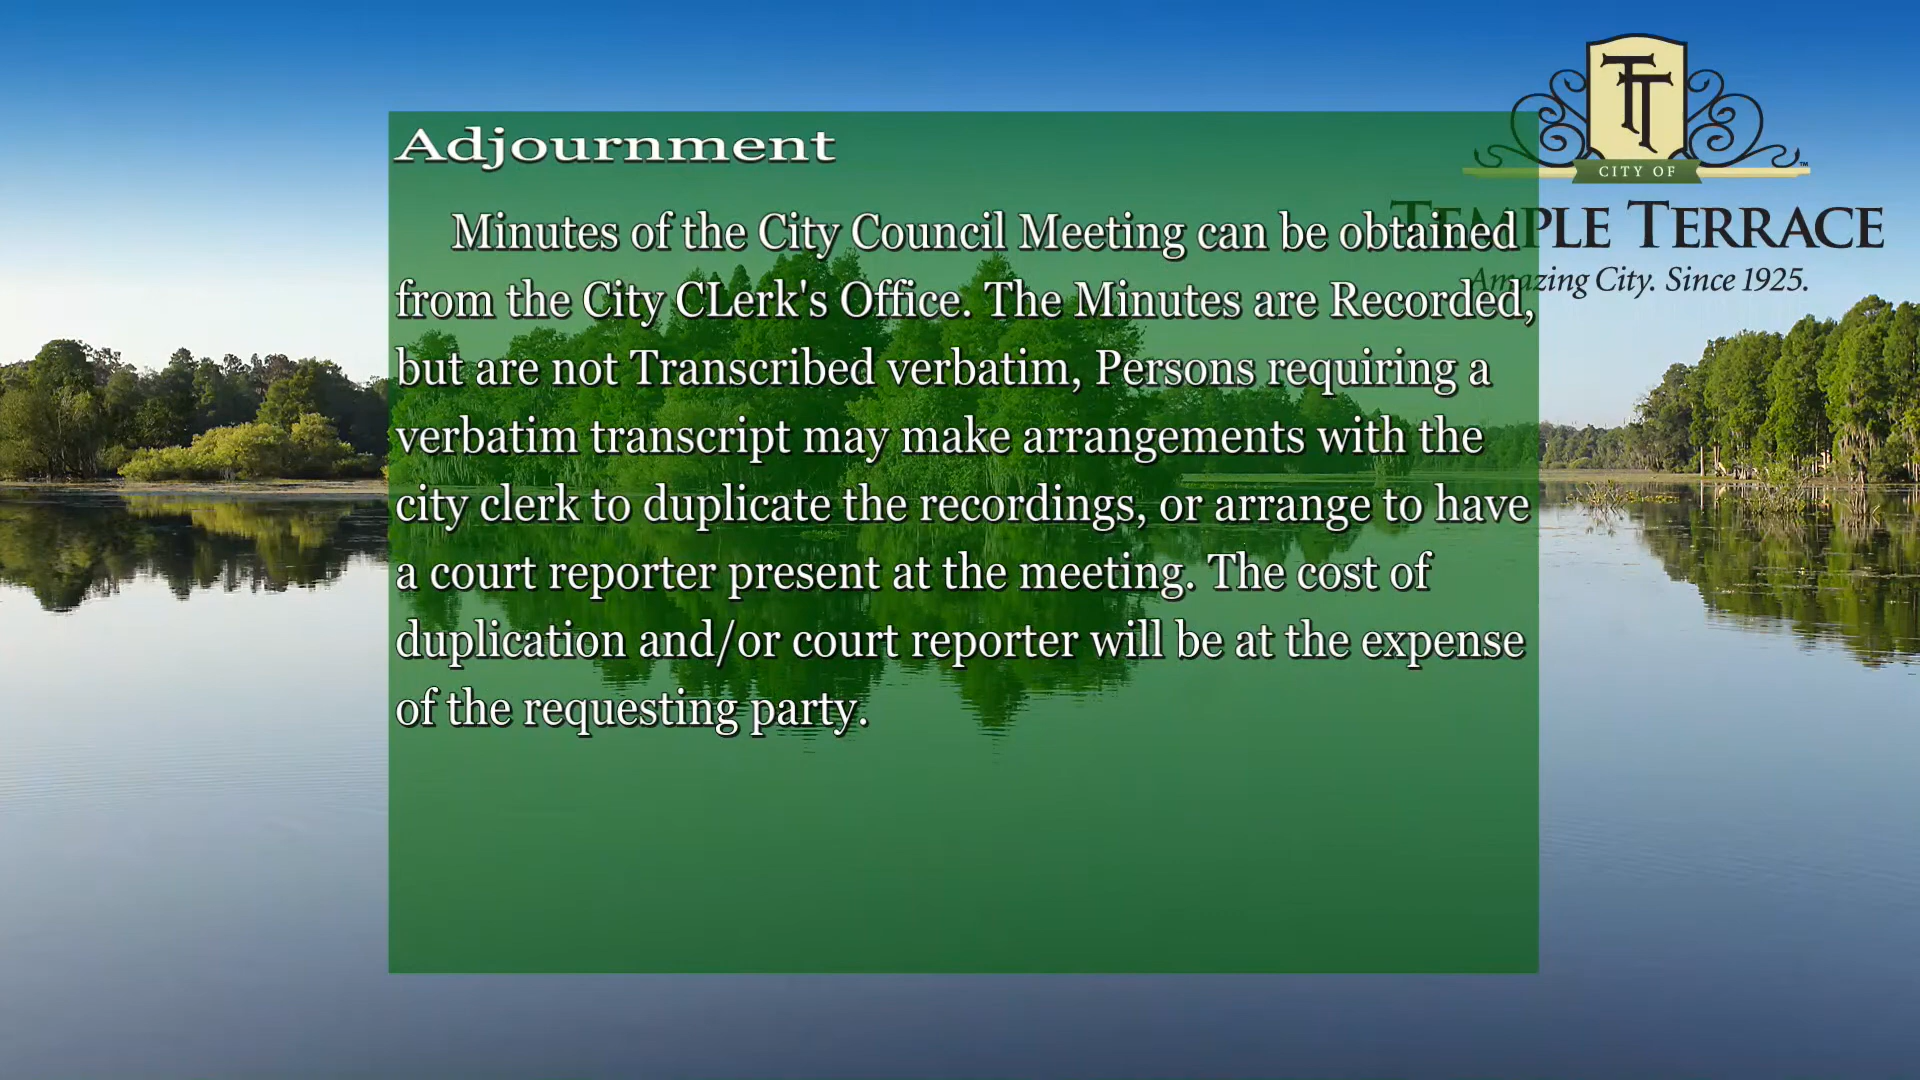 TT
CITY OF
TEMPLE TERRACE
Amazing City. Since 1925.
Adjournment
Minutes of the City Council Meeting can be obtained
from the City CLerk's Office. The Minutes are Recorded,
but are not Transcribed verbatim, Persons requiring a
verbatim transcript may make arrangements with the
city clerk to duplicate the recordings, or arrange to have
a court reporter present at the meeting. The cost of
duplication and/or court reporter will be at the expense
of the requesting party.